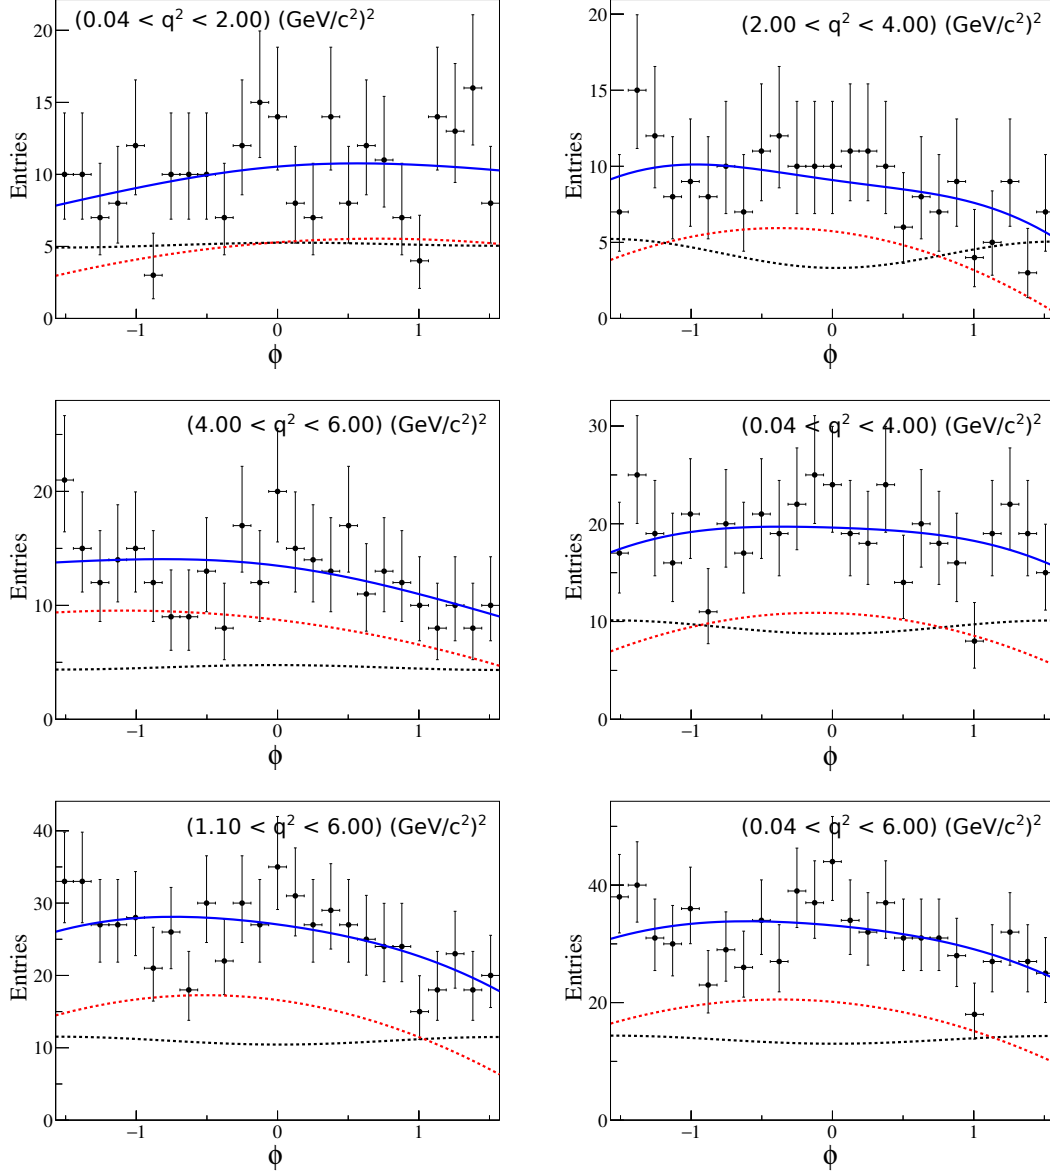 (0.04 < q² < 2.00) (GeV/c²)²
20
15
10
5
0
Entries
−1
0
1
ϕ
(2.00 < q² < 4.00) (GeV/c²)²
20
15
10
5
0
Entries
−1
0
1
ϕ
(4.00 < q² < 6.00) (GeV/c²)²
20
10
0
Entries
−1
0
1
ϕ
(0.04 < q² < 4.00) (GeV/c²)²
30
20
10
0
Entries
−1
0
1
ϕ
(1.10 < q² < 6.00) (GeV/c²)²
40
30
20
10
0
Entries
−1
0
1
ϕ
(0.04 < q² < 6.00) (GeV/c²)²
40
20
0
Entries
−1
0
1
ϕ